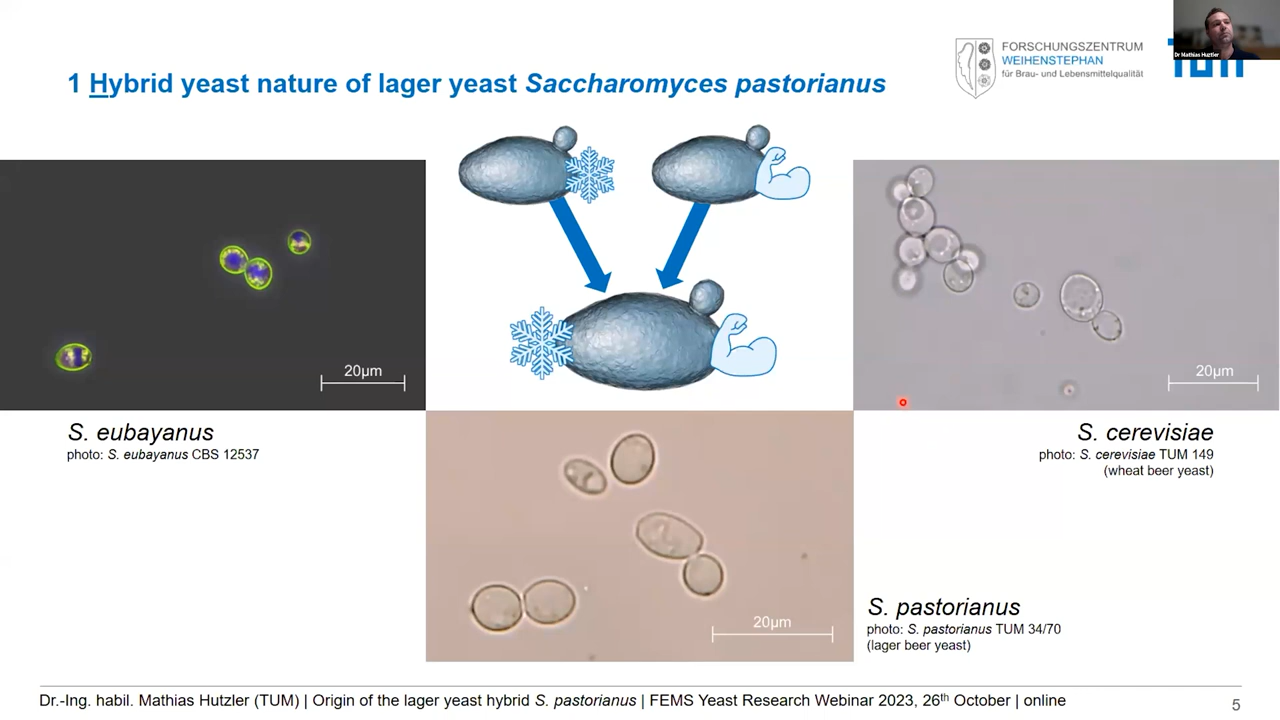 1 Hybrid yeast nature of lager yeast Saccharomyces pastorianus
FORSCHUNGSZENTRUM
WEIHENSTEPHAN
für Brau- und Lebensmittelqualität
Dr Mathias Hutzler
TUM
20µm
20µm
S. eubayanus
photo: S. eubayanus CBS 12537
S. cerevisiae
photo: S. cerevisiae TUM 149
(wheat beer yeast)
20µm
S. pastorianus
photo: S. pastorianus TUM 34/70
(lager beer yeast)
Dr.-Ing. habil. Mathias Hutzler (TUM) | Origin of the lager yeast hybrid S. pastorianus | FEMS Yeast Research Webinar 2023, 26th October | online
5